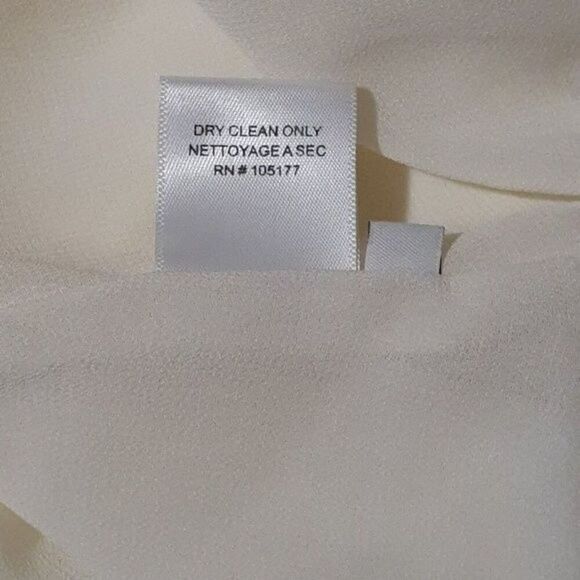 DRY CLEAN ONLY
NETTOYAGE A SEC
RN # 105177